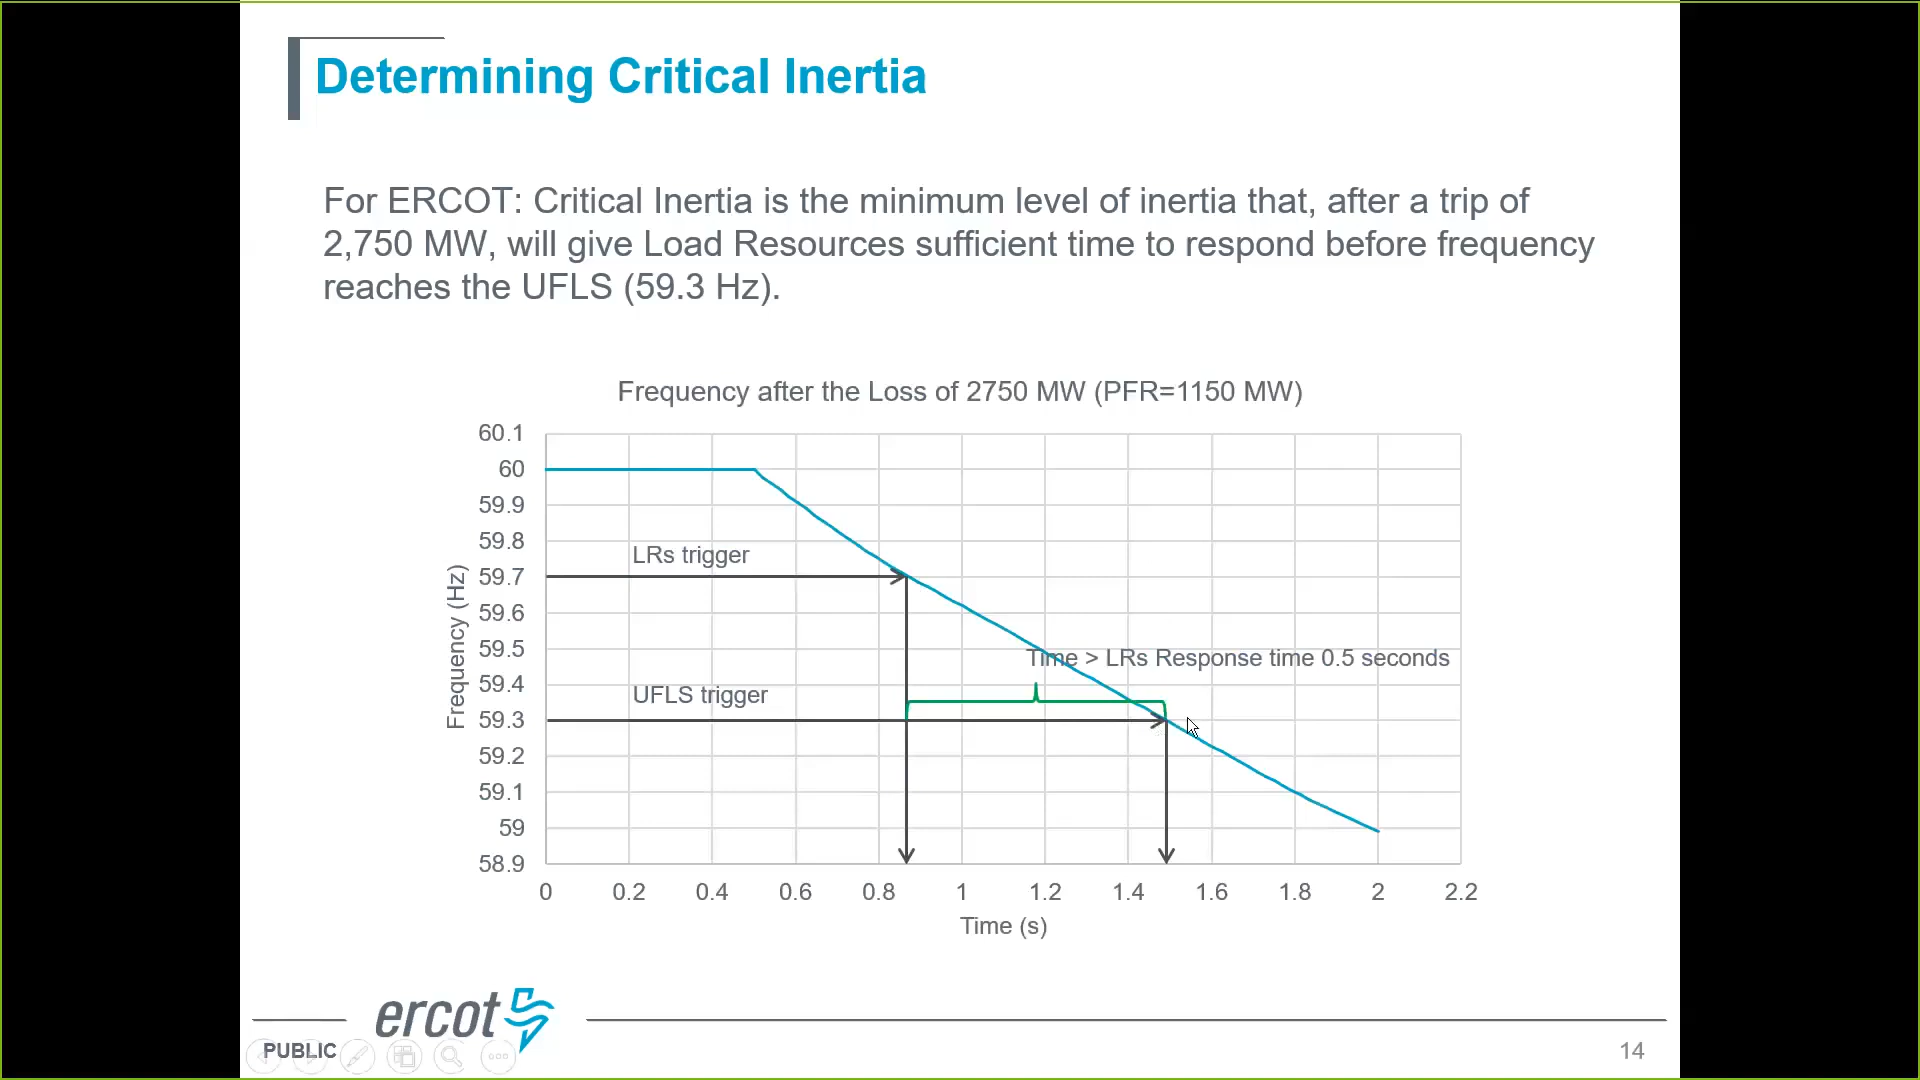 Determining Critical Inertia
For ERCOT: Critical Inertia is the minimum level of inertia that, after a trip of
2,750 MW, will give Load Resources sufficient time to respond before frequency
reaches the UFLS (59.3 Hz).
Frequency after the Loss of 2750 MW (PFR=1150 MW)
60.1
60
59.9
59.8
59.7
59.6
59.5
59.4
59.3
59.2
59.1
59
58.9
Frequency (Hz)
LRs trigger
Time > LRs Response time 0.5 seconds
UFLS trigger
0 0.2 0.4 0.6 0.8 1 1.2 1.4 1.6 1.8 2 2.2
Time (s)
ercot
PUBLIC
14